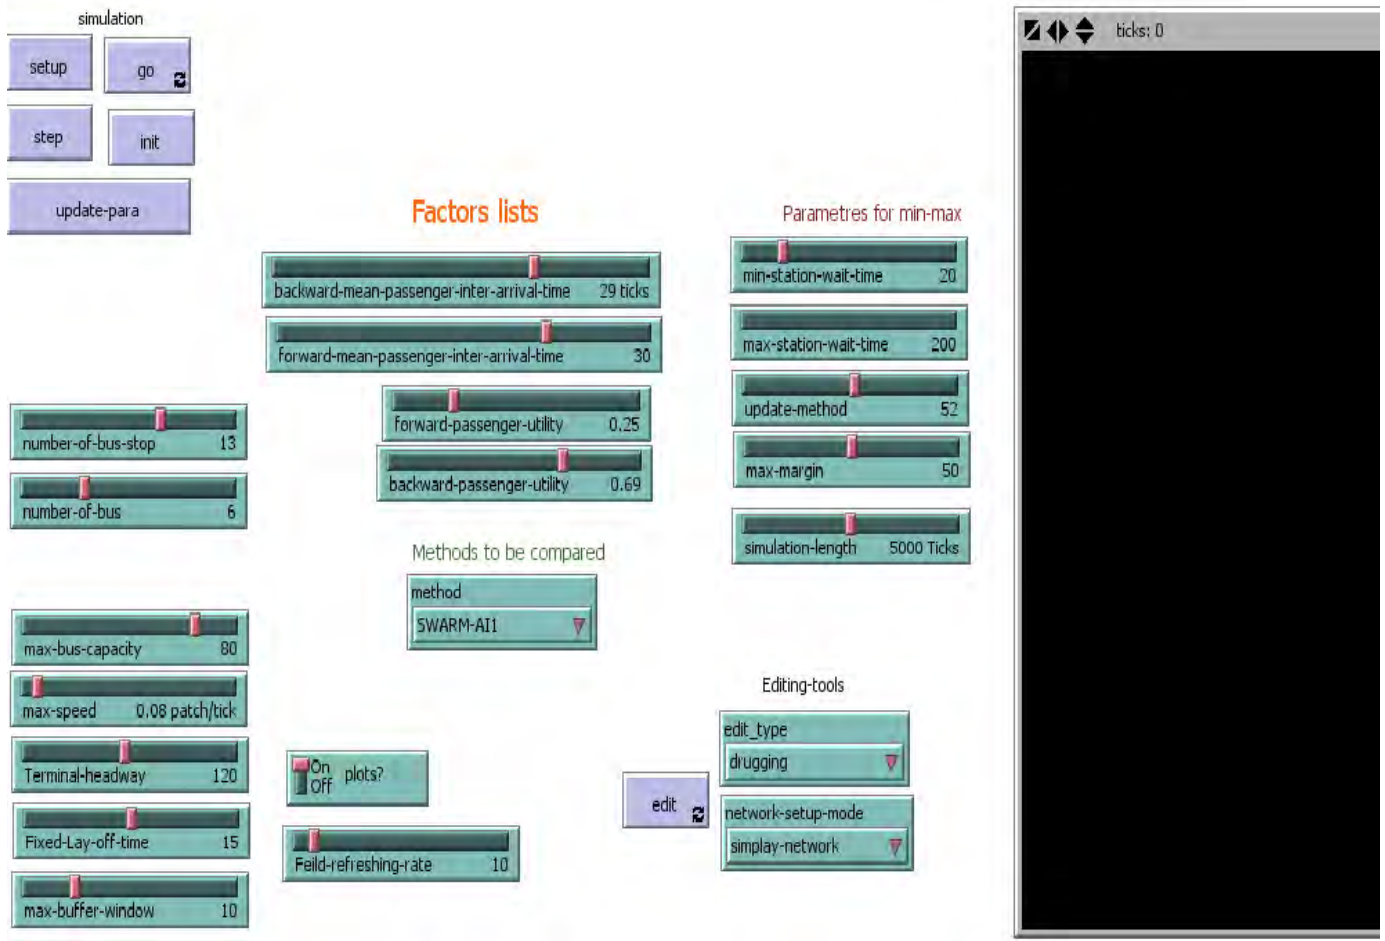 simulation
setup
go
step
init
update-para
number-of-bus-stop 13
number-of-bus 6
max-bus-capacity 80
max-speed 0.08 patch/tick
Terminal-headway 120
Fixed-Lay-off-time 15
max-buffer-window 10
Factors lists
backward-mean-passenger-inter-arrival-time 29 ticks
forward-mean-passenger-inter-arrival-time 30
forward-passenger-utility 0.25
backward-passenger-utility 0.69
Methods to be compared
method
SWARM-AI1
On
Off
plots?
Feild-refreshing-rate 10
Parametres for min-max
min-station-wait-time 20
max-station-wait-time 200
update-method 52
max-margin 50
simulation-length 5000 Ticks
Editing-tools
edit
edit_type
drugging
network-setup-mode
simplay-network
ticks: 0